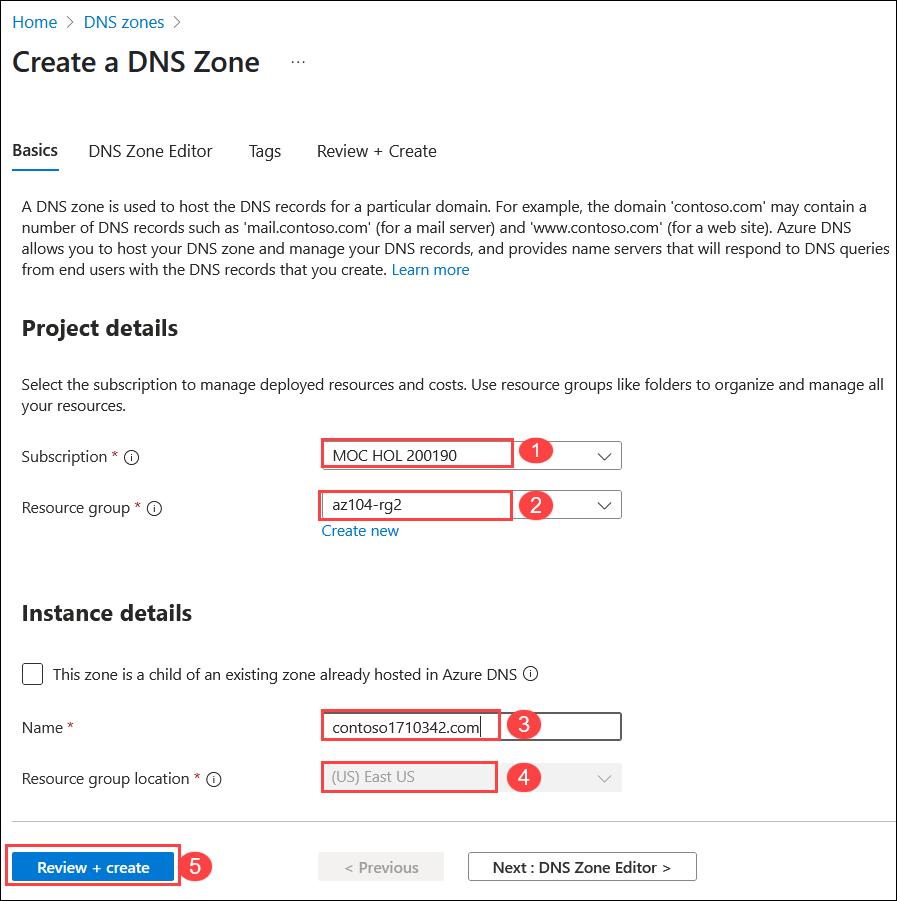 Home > DNS zones >
Create a DNS Zone ...
Basics DNS Zone Editor Tags Review + Create
A DNS zone is used to host the DNS records for a particular domain. For example, the domain 'contoso.com' may contain a
number of DNS records such as 'mail.contoso.com' (for a mail server) and 'www.contoso.com' (for a web site). Azure DNS
allows you to host your DNS zone and manage your DNS records, and provides name servers that will respond to DNS queries
from end users with the DNS records that you create. Learn more
Project details
Select the subscription to manage deployed resources and costs. Use resource groups like folders to organize and manage all
your resources.
Subscription * MOC HOL 200190 1
Resource group * az104-rg2 2
Create new
Instance details
This zone is a child of an existing zone already hosted in Azure DNS
Name * contoso1710342.com 3
Resource group location * (US) East US 4
Review + create 5 < Previous Next : DNS Zone Editor >